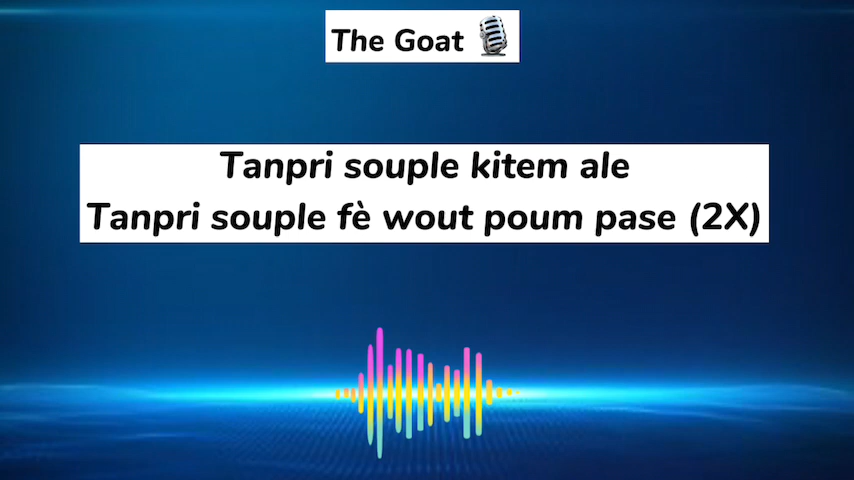 The Goat
Tanpri souple kitem ale
Tanpri souple fè wout poum pase (2X)